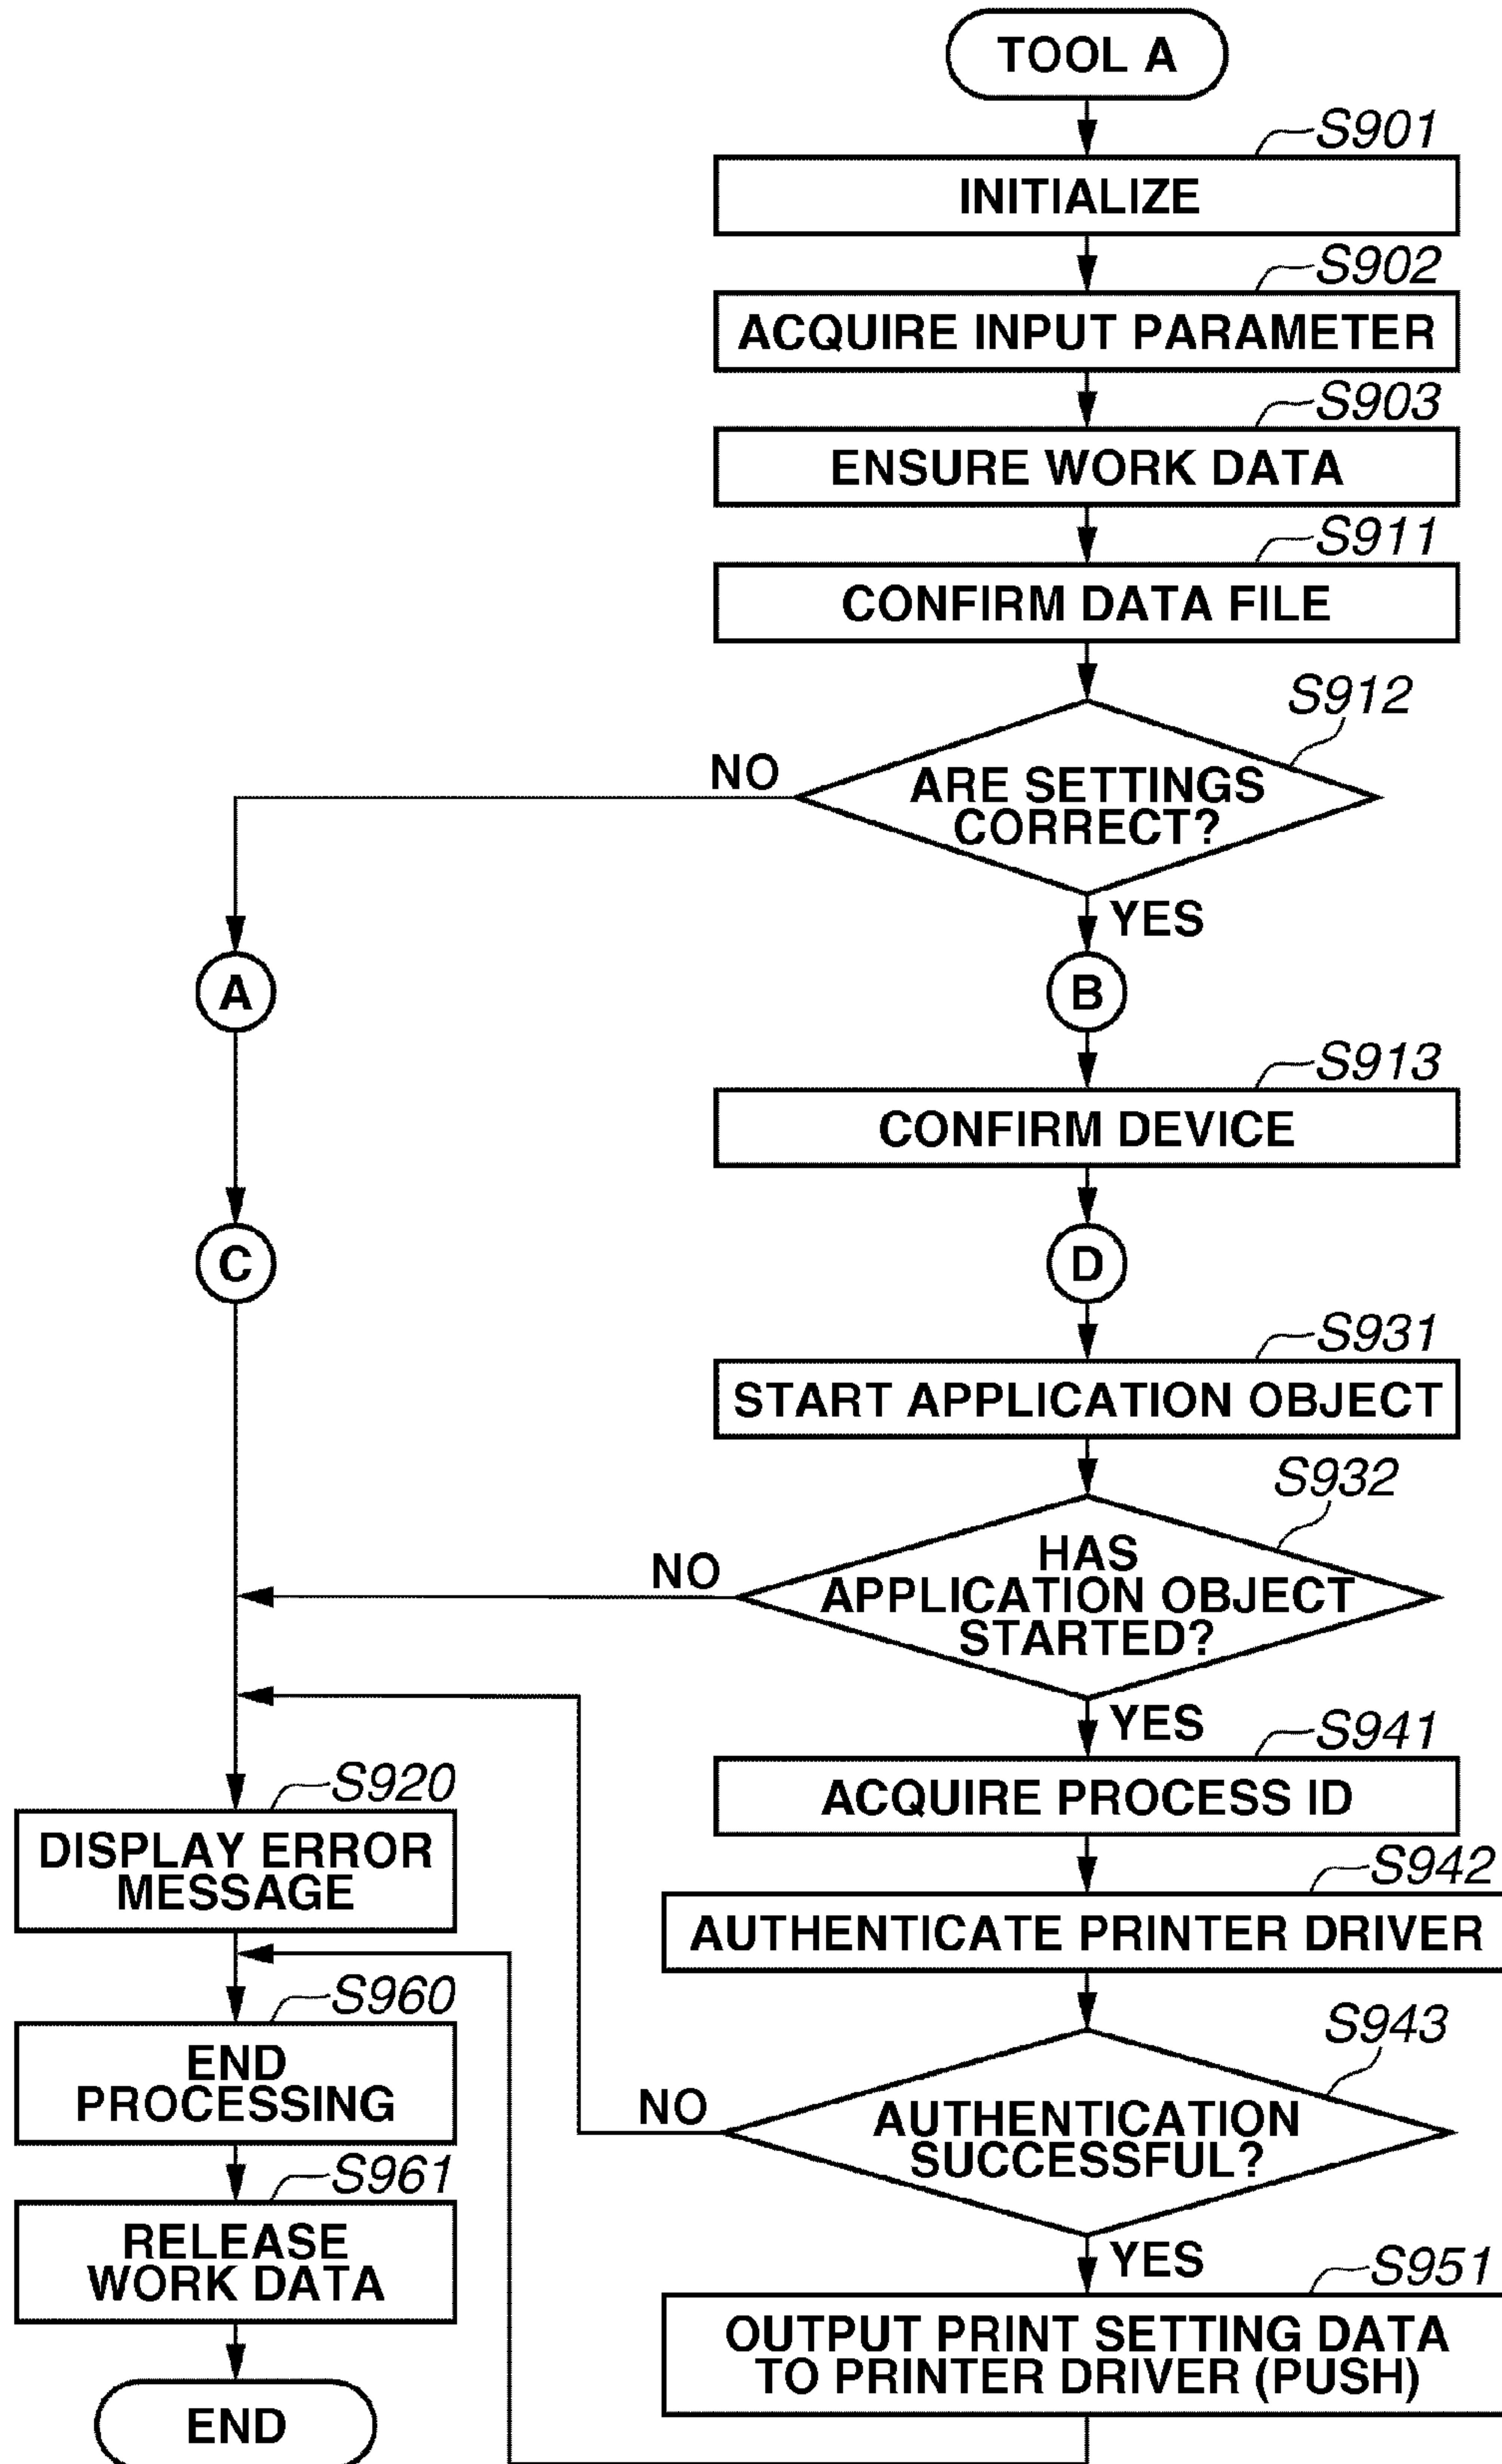 TOOL A
S901
INITIALIZE
S902
ACQUIRE INPUT PARAMETER
S903
ENSURE WORK DATA
S911
CONFIRM DATA FILE
S912
NO
ARE SETTINGS
CORRECT?
YES
A
B
S913
CONFIRM DEVICE
C
D
S931
START APPLICATION OBJECT
S932
NO
HAS
APPLICATION OBJECT
STARTED?
YES
S941
ACQUIRE PROCESS ID
S920
DISPLAY ERROR
MESSAGE
S942
AUTHENTICATE PRINTER DRIVER
S960
END
PROCESSING
S943
NO
AUTHENTICATION
SUCCESSFUL?
S961
RELEASE
WORK DATA
YES
S951
OUTPUT PRINT SETTING DATA
TO PRINTER DRIVER (PUSH)
END